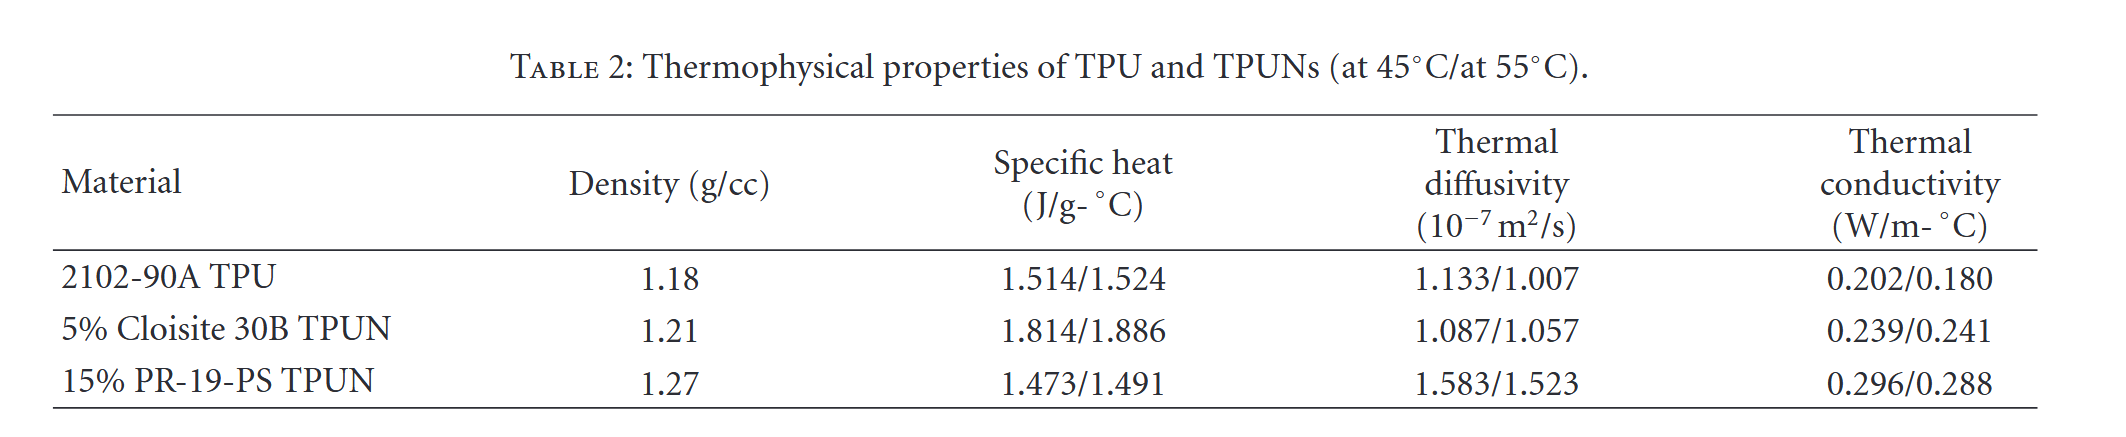 TABLE 2: Thermophysical properties of TPU and TPUNs (at 45°C/at 55°C).
Material Density (g/cc) Specific heat (J/g-°C) Thermal diffusivity (10⁻⁷ m²/s) Thermal conductivity (W/m-°C)
2102-90A TPU 1.18 1.514/1.524 1.133/1.007 0.202/0.180
5% Cloisite 30B TPUN 1.21 1.814/1.886 1.087/1.057 0.239/0.241
15% PR-19-PS TPUN 1.27 1.473/1.491 1.583/1.523 0.296/0.288